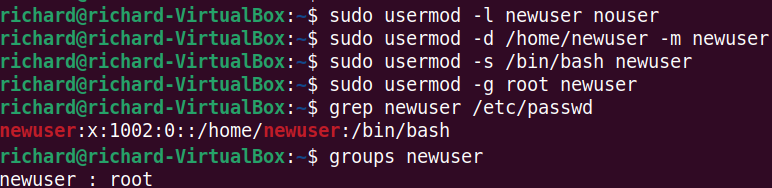 richard@richard-VirtualBox:~$ sudo usermod -l newuser nouser
richard@richard-VirtualBox:~$ sudo usermod -d /home/newuser -m newuser
richard@richard-VirtualBox:~$ sudo usermod -s /bin/bash newuser
richard@richard-VirtualBox:~$ sudo usermod -g root newuser
richard@richard-VirtualBox:~$ grep newuser /etc/passwd
newuser:x:1002:0::/home/newuser:/bin/bash
richard@richard-VirtualBox:~$ groups newuser
newuser : root